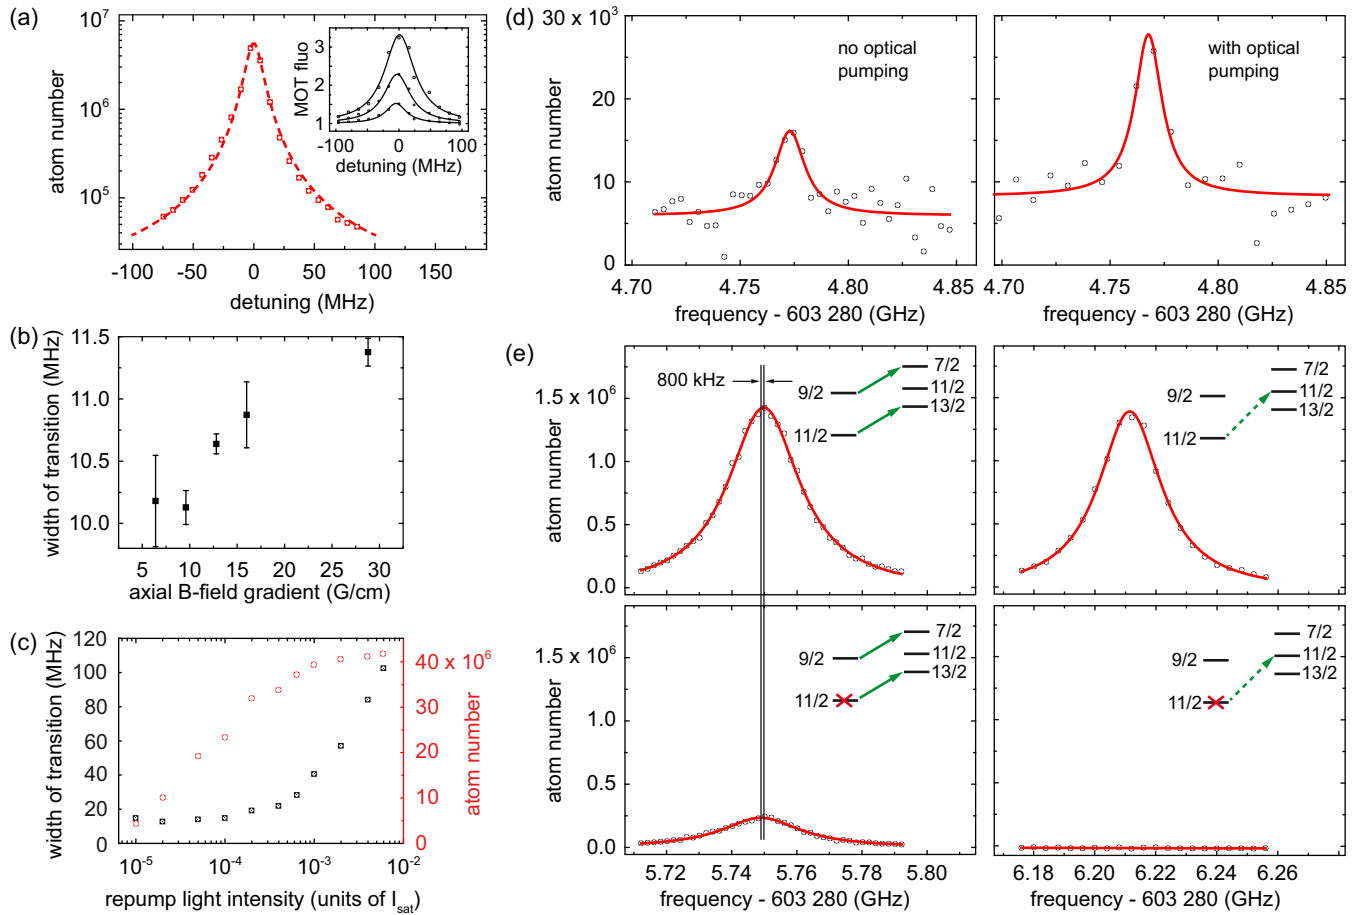 (a)
10^7
10^6
10^5
atom number
-100 -50 0 50 100 150
detuning (MHz)
3
2
1
MOT fluo
-100 0 100
detuning (MHz)
(b)
11.5
11.0
10.5
10.0
width of transition (MHz)
5 10 15 20 25 30
axial B-field gradient (G/cm)
(c)
120
100
80
60
40
20
0
width of transition (MHz)
40 x 10^6
30
20
10
0
atom number
10^-5 10^-4 10^-3 10^-2
repump light intensity (units of I_sat)
(d)
30 x10^3
20
10
0
atom number
no optical
pumping
4.70 4.75 4.80 4.85
frequency - 603 280 (GHz)
with optical
pumping
4.70 4.75 4.80 4.85
frequency - 603 280 (GHz)
(e)
1.5 x 10^6
1.0
0.5
0.0
atom number
800 kHz
9/2
11/2
7/2
11/2
13/2
9/2
11/2
7/2
11/2
13/2
1.5 x 10^6
1.0
0.5
0.0
atom number
9/2
11/2
7/2
11/2
13/2
5.72 5.74 5.76 5.78 5.80
frequency - 603 280 (GHz)
9/2
11/2
7/2
11/2
13/2
6.18 6.20 6.22 6.24 6.26
frequency - 603 280 (GHz)